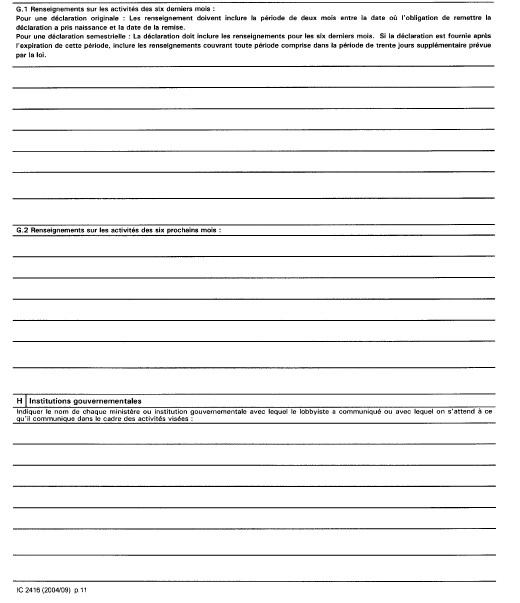 G.1 Renseignements sur les activités des six derniers mois :
Pour une déclaration originale : Les renseignement doivent inclure la période de deux mois entre la date où l'obligation de remettre la
déclaration a pris naissance et la date de la remise.
Pour une déclaration semestrielle : La déclaration doit inclure les renseignements pour les six derniers mois. Si la déclaration est fournie après
l'expiration de cette période, inclure les renseignements couvrant toute période comprise dans la période de trente jours supplémentaire prévue
par la loi.
G.2 Renseignements sur les activités des six prochains mois :
H Institutions gouvernementales
Indiquer le nom de chaque ministère ou institution gouvernementale avec lequel le lobbyiste a communiqué ou avec lequel on s'attend à ce
qu'il communique dans le cadre des activités visées :
IC 2416 (2004/09) p.11